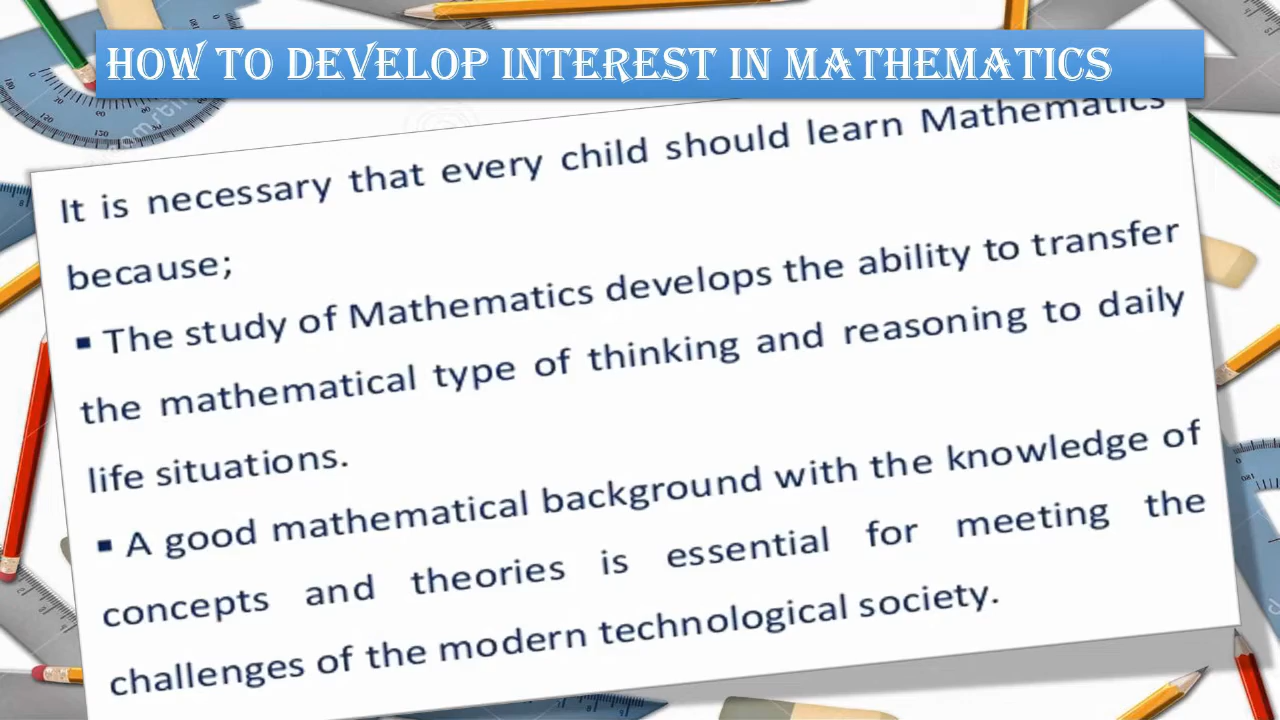 HOW TO DEVELOP INTEREST IN MATHEMATICS
It is necessary that every child should learn Mathematics
because;
▪ The study of Mathematics develops the ability to transfer
the mathematical type of thinking and reasoning to daily
life situations.
▪ A good mathematical background with the knowledge of
concepts and theories is essential for meeting the
challenges of the modern technological society.